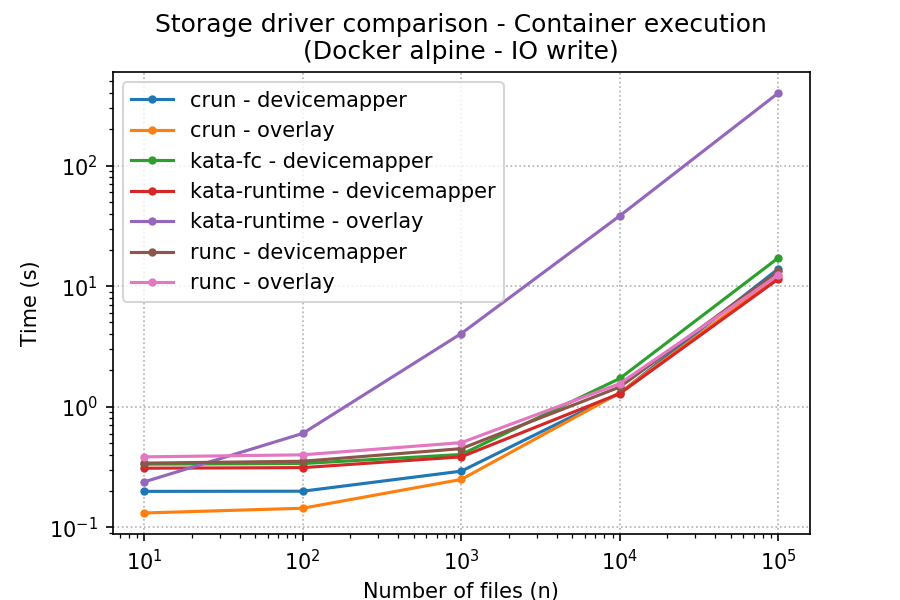 Storage driver comparison - Container execution
(Docker alpine - IO write)
crun - devicemapper
crun - overlay
kata-fc - devicemapper
kata-runtime - devicemapper
kata-runtime - overlay
runc - devicemapper
runc - overlay
Time (s)
10²
10¹
10⁰
10⁻¹
10¹ 10² 10³ 10⁴ 10⁵
Number of files (n)